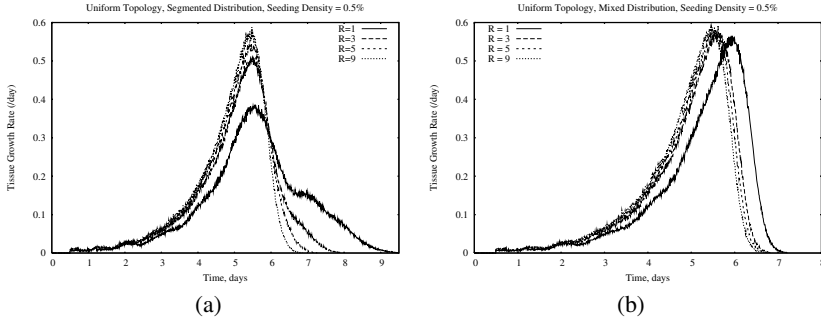 Uniform Topology, Segmented Distribution, Seeding Density = 0.5%
R=1
R=3
R=5
R=9
Tissue Growth Rate (/day)
0.6
0.5
0.4
0.3
0.2
0.1
0
0 1 2 3 4 5 6 7 8 9
Time, days
(a)
Uniform Topology, Mixed Distribution, Seeding Density = 0.5%
R = 1
R = 3
R = 5
R = 9
Tissue Growth Rate (/day)
0.6
0.5
0.4
0.3
0.2
0.1
0
0 1 2 3 4 5 6 7 8
Time, days
(b)